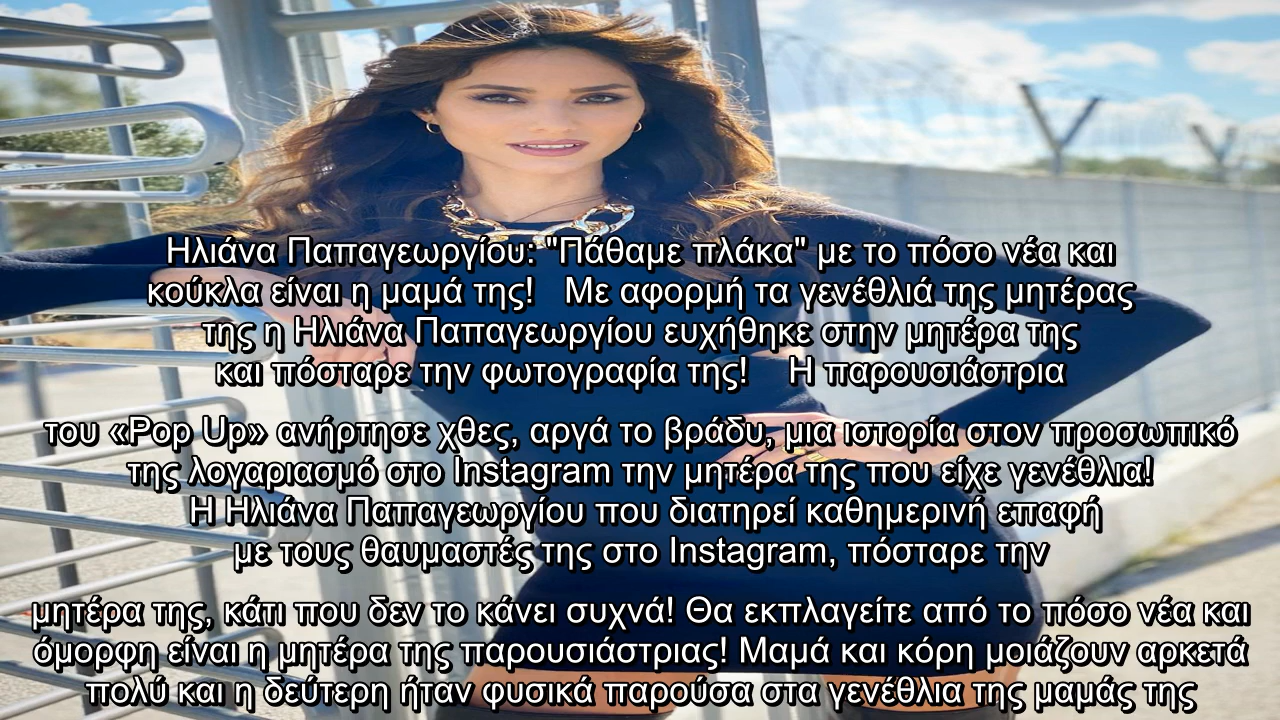 Ηλιάνα Παπαγεωργίου: "Πάθαμε πλάκα" με το πόσο νέα και
κούκλα είναι η μαμά της! Με αφορμή τα γενέθλιά της μητέρας
της η Ηλιάνα Παπαγεωργίου ευχήθηκε στην μητέρα της
και πόσταρε την φωτογραφία της! Η παρουσιάστρια
του «Pop Up» ανήρτησε χθες, αργά το βράδυ, μια ιστορία στον προσωπικό
της λογαριασμό στο Instagram την μητέρα της που είχε γενέθλια!
Η Ηλιάνα Παπαγεωργίου που διατηρεί καθημερινή επαφή
με τους θαυμαστές της στο Instagram, πόσταρε την
μητέρα της, κάτι που δεν το κάνει συχνά! Θα εκπλαγείτε από το πόσο νέα και
όμορφη είναι η μητέρα της παρουσιάστριας! Μαμά και κόρη μοιάζουν αρκετά
πολύ και η δεύτερη ήταν φυσικά παρούσα στα γενέθλια της μαμάς της